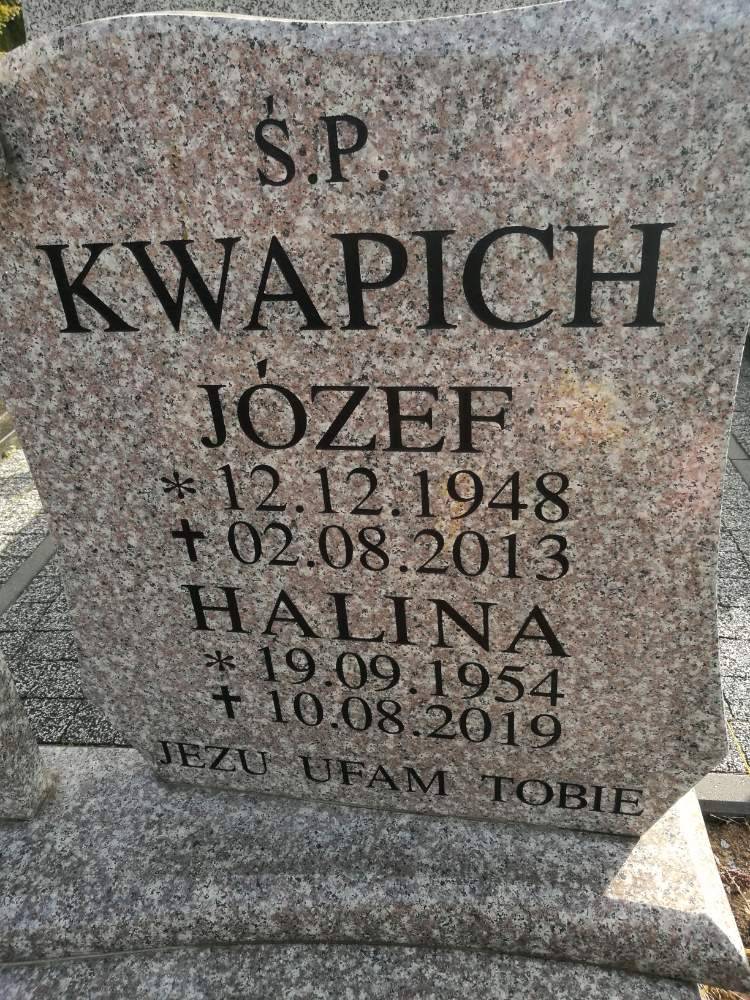 Ś.P.
KWAPICH
JÓZEF
* 12.12.1948
✝ 02.08.2013
HALINA
* 19.09.1954
✝ 10.08.2019
JEZU UFAM TOBIE